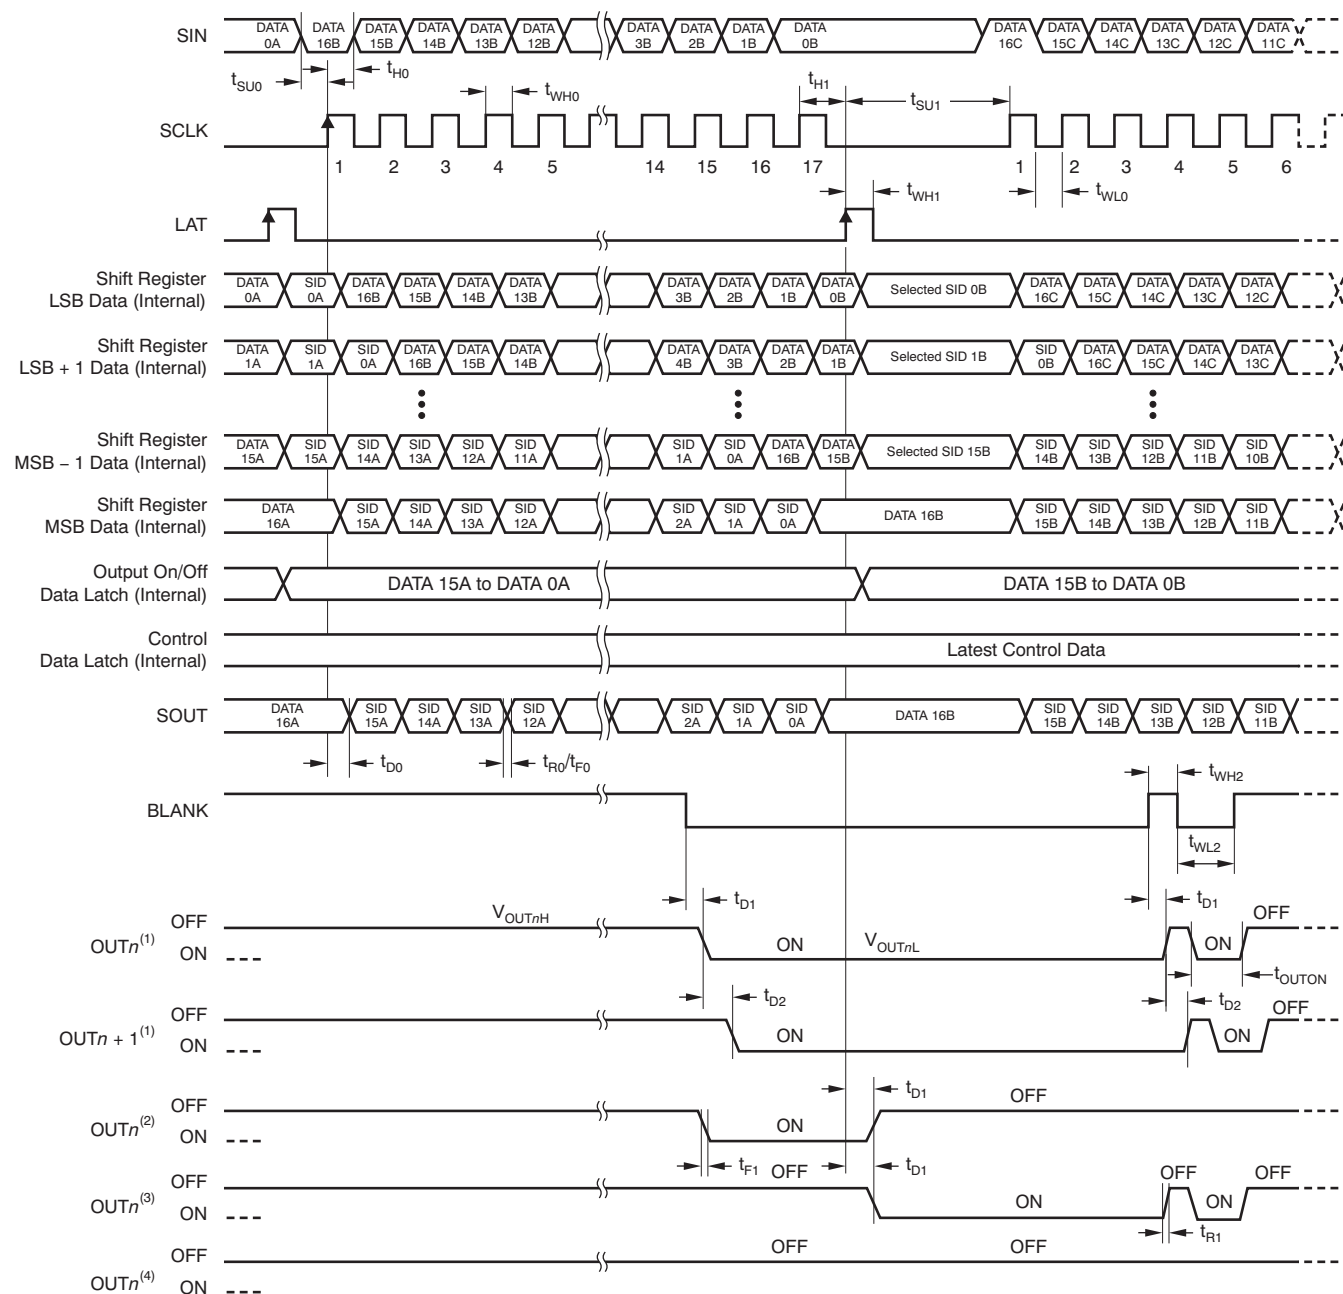 SIN DATA 0A DATA 16B DATA 15B DATA 14B DATA 13B DATA 12B DATA 3B DATA 2B DATA 1B DATA 0B DATA 16C DATA 15C DATA 14C DATA 13C DATA 12C DATA 11C
tSU0 tH0 tWH0 tH1 tSU1
SCLK
1 2 3 4 5 14 15 16 17 1 2 3 4 5 6
tWH1 tWL0
LAT
Shift Register
LSB Data (Internal)
DATA 0A SID 0A DATA 16B DATA 15B DATA 14B DATA 13B DATA 3B DATA 2B DATA 1B DATA 0B Selected SID 0B DATA 16C DATA 15C DATA 14C DATA 13C DATA 12C
Shift Register
LSB + 1 Data (Internal)
DATA 1A SID 1A SID 0A DATA 16B DATA 15B DATA 14B DATA 4B DATA 3B DATA 2B DATA 1B Selected SID 1B SID 0B DATA 16C DATA 15C DATA 14C DATA 13C
Shift Register
MSB − 1 Data (Internal)
DATA 15A SID 15A SID 14A SID 13A SID 12A SID 11A SID 1A SID 0A DATA 16B DATA 15B Selected SID 15B SID 14B SID 13B SID 12B SID 11B SID 10B
Shift Register
MSB Data (Internal)
DATA 16A SID 15A SID 14A SID 13A SID 12A SID 2A SID 1A SID 0A DATA 16B SID 15B SID 14B SID 13B SID 12B SID 11B
Output On/Off
Data Latch (Internal)
DATA 15A to DATA 0A DATA 15B to DATA 0B
Control
Data Latch (Internal)
Latest Control Data
SOUT DATA 16A SID 15A SID 14A SID 13A SID 12A SID 2A SID 1A SID 0A DATA 16B SID 15B SID 14B SID 13B SID 12B SID 11B
tD0 tR0/tF0 tWH2
BLANK
tWL2
tD1 tD1
OFF VOUTnH OFF
OUTn(1) ON VOUTnL ON
ON
tOUTON
tD2 tD2
OFF OFF
OUTn + 1(1) ON ON
ON
tD1
OFF OFF
OUTn(2) ON
ON
tF1 tD1
OFF OFF OFF OFF
OUTn(3) ON ON
ON
tR1
OFF OFF OFF
OUTn(4)
ON